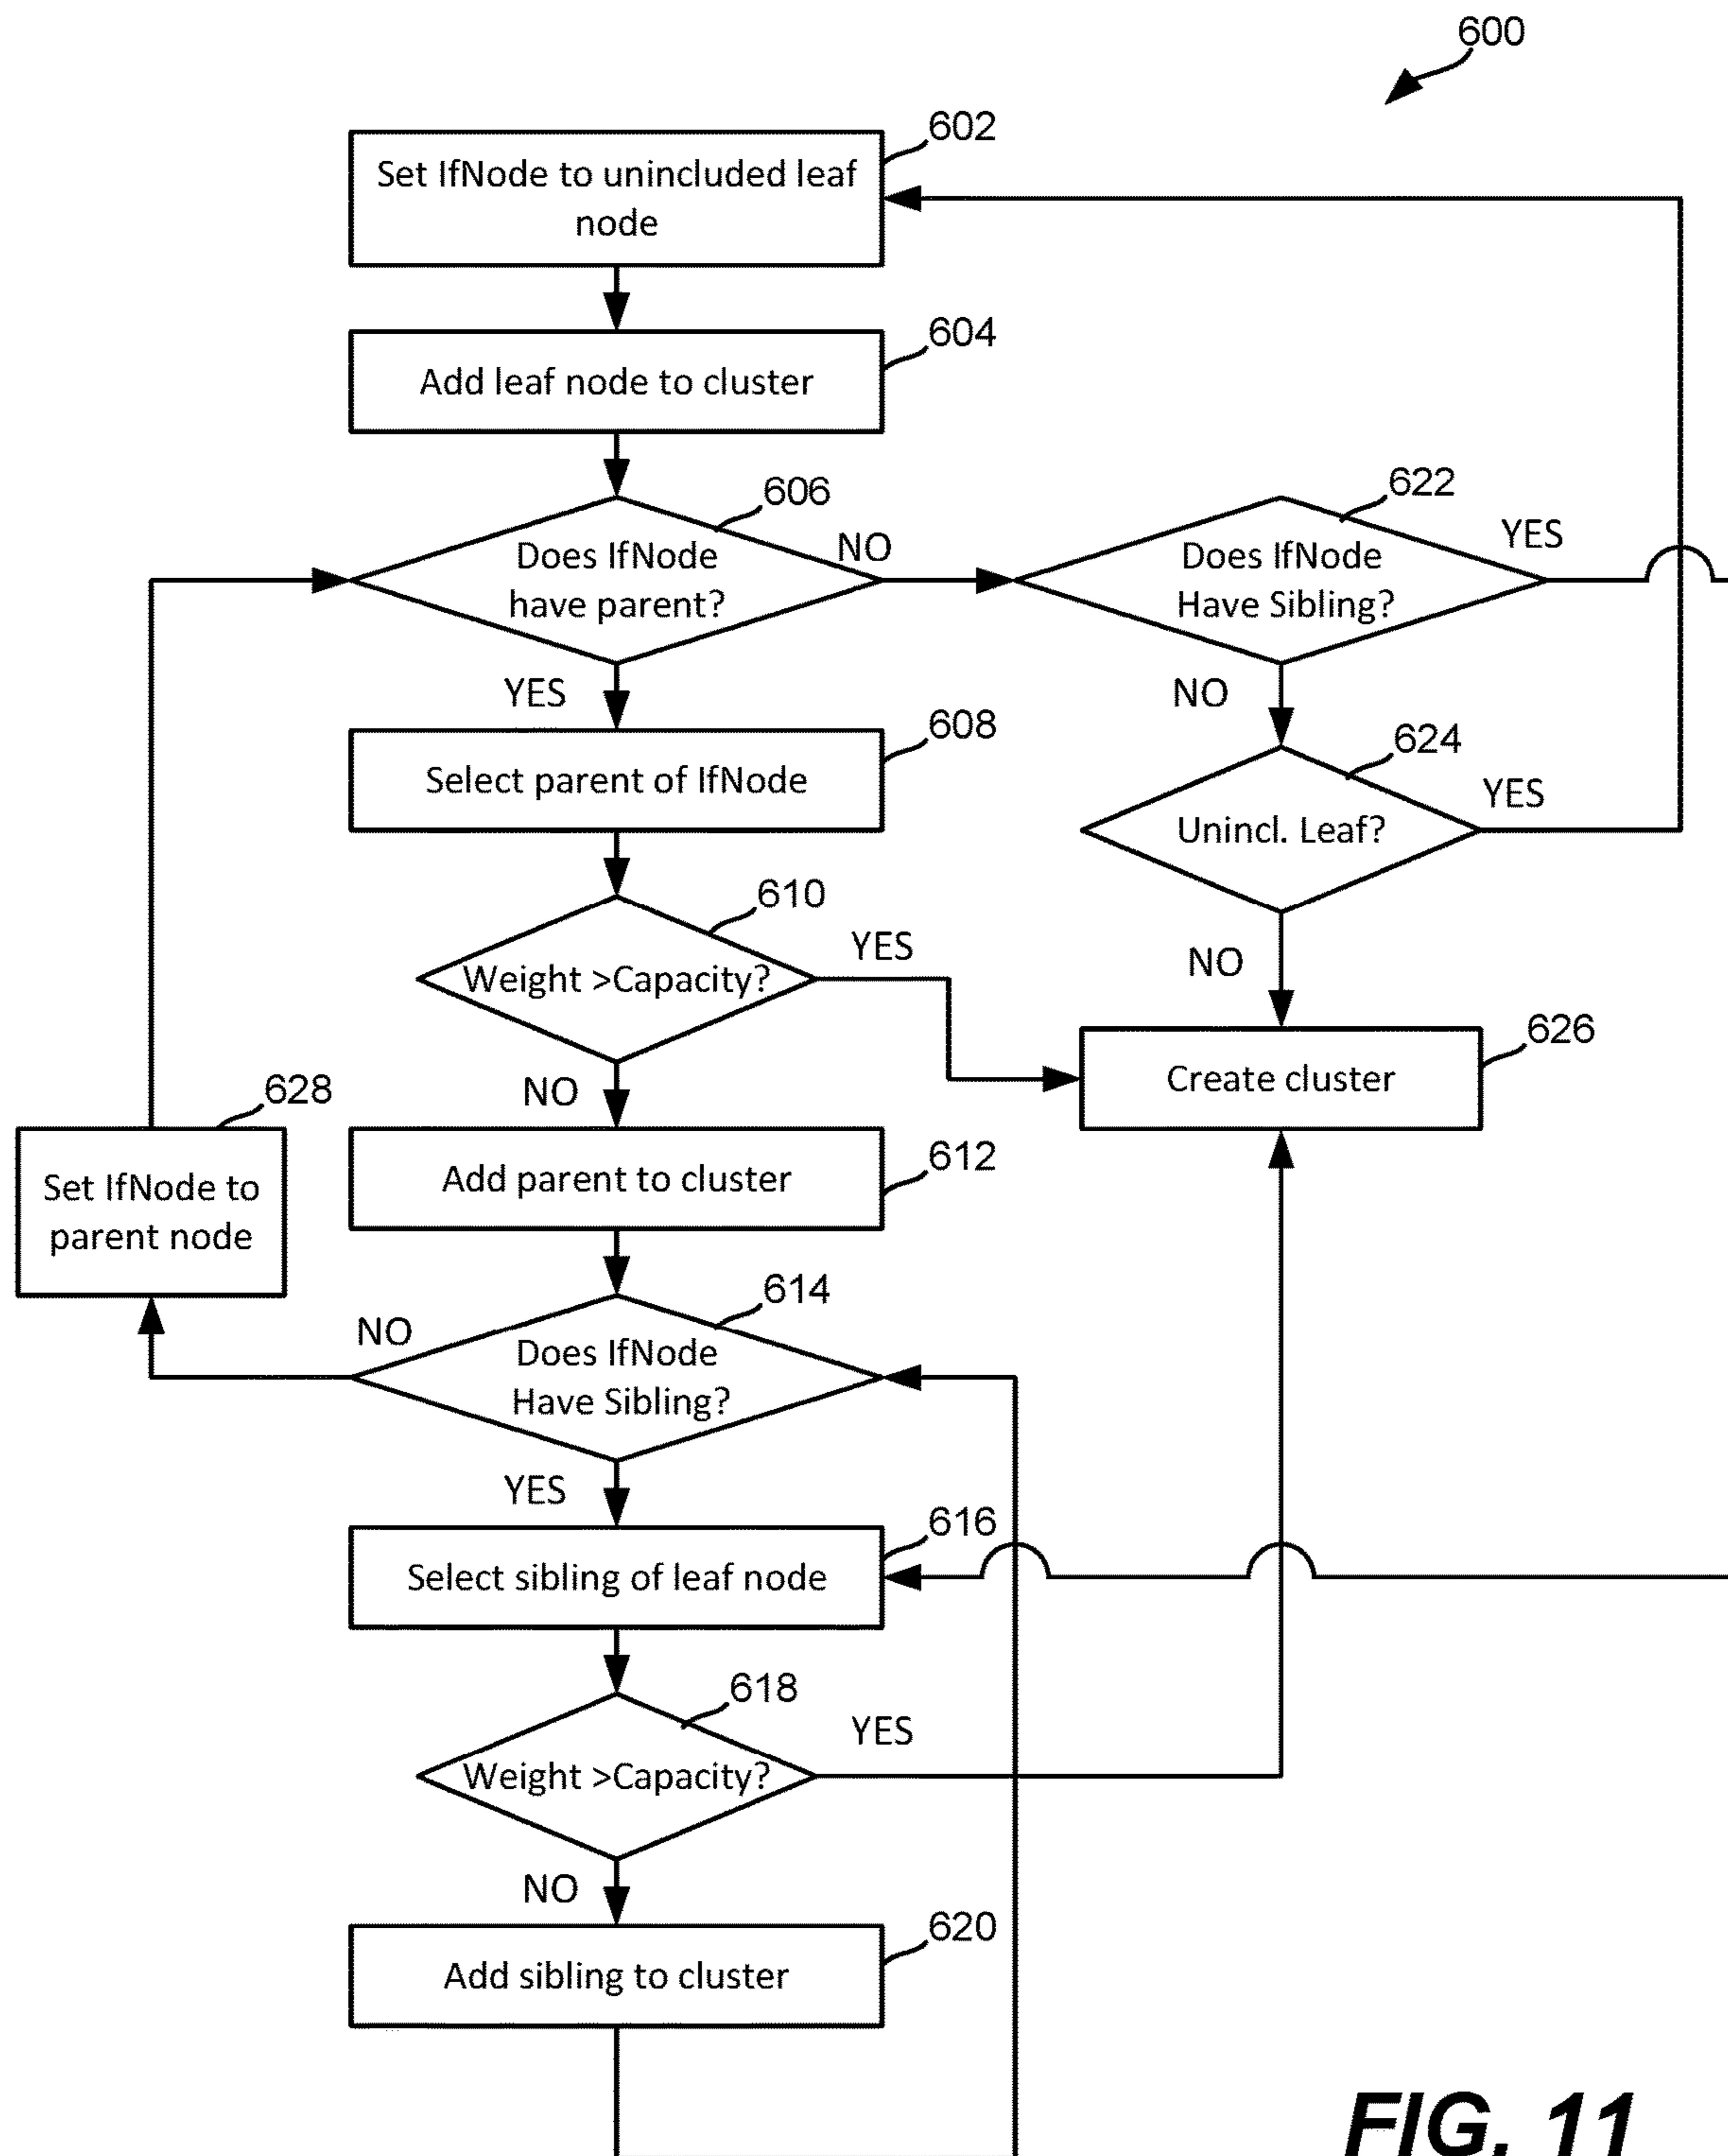 600
602
Set IfNode to unincluded leaf
node
604
Add leaf node to cluster
606
Does IfNode
have parent?
NO
622
Does IfNode
Have Sibling?
YES
YES
NO
608
Select parent of IfNode
624
Unincl. Leaf?
YES
610
Weight >Capacity?
YES
NO
NO
626
Create cluster
628
Set IfNode to
parent node
612
Add parent to cluster
614
Does IfNode
Have Sibling?
NO
YES
616
Select sibling of leaf node
618
Weight >Capacity?
YES
NO
620
Add sibling to cluster
FIG. 11